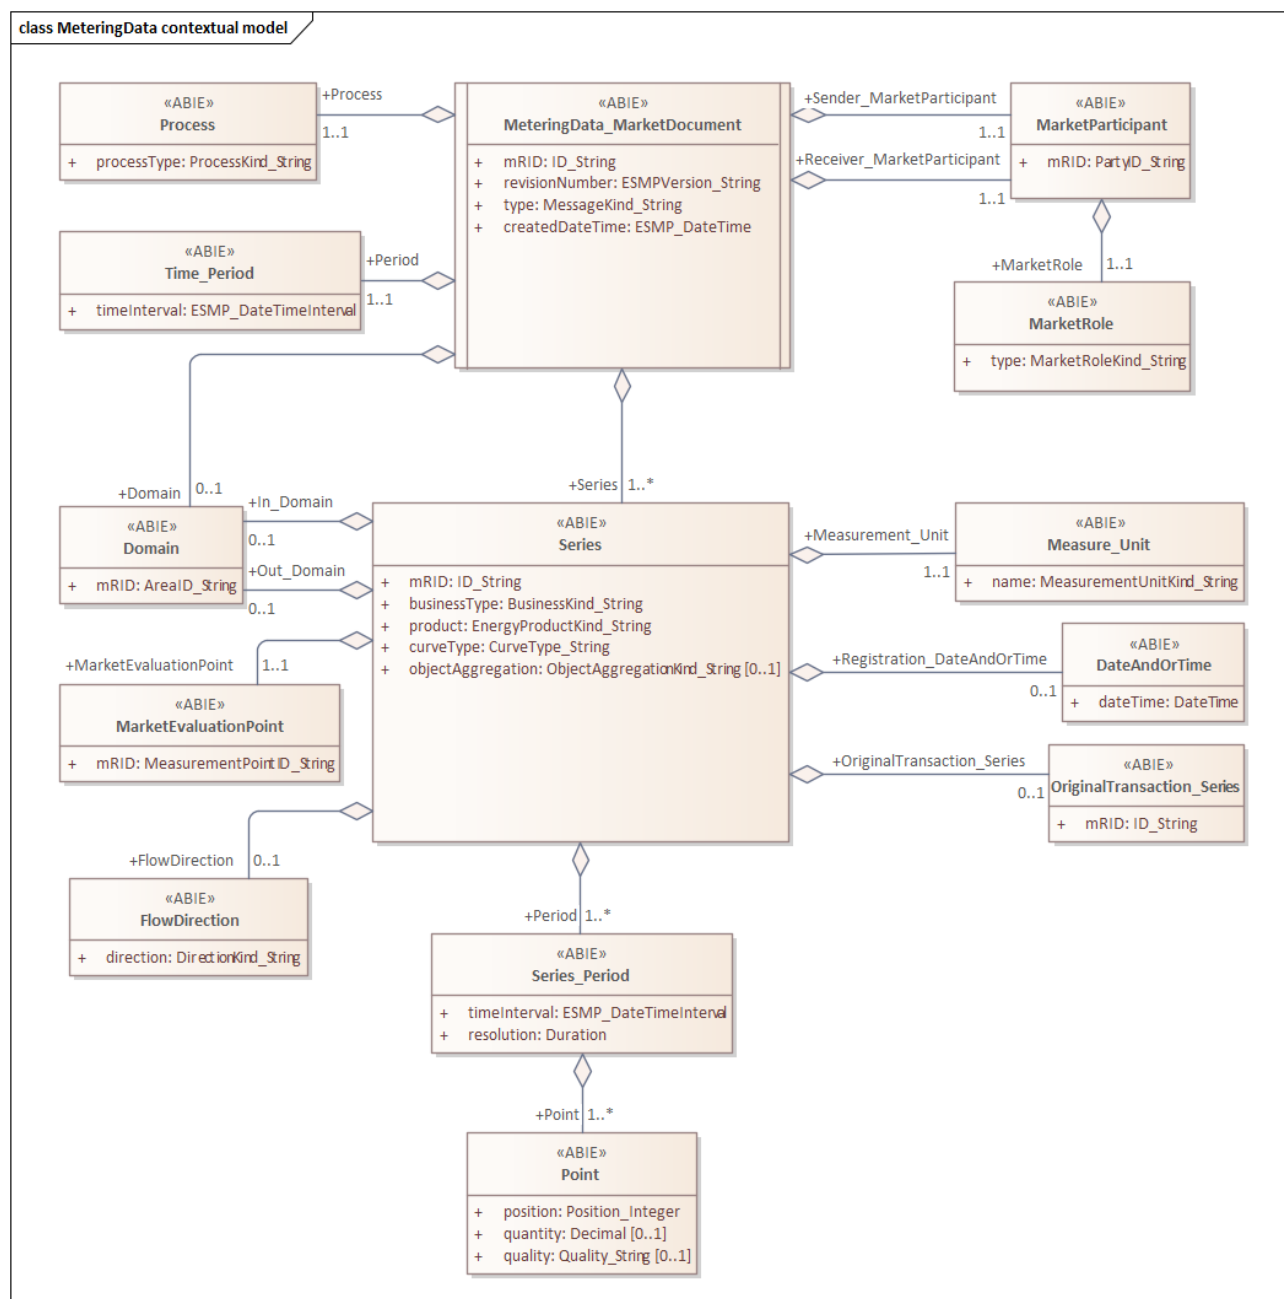 class MeteringData contextual model
«ABIE»
Process
+ processType: ProcessKind_String
+Process
1..1
«ABIE»
MeteringData_MarketDocument
+ mRID: ID_String
+ revisionNumber: ESMPVersion_String
+ type: MessageKind_String
+ createdDateTime: ESMP_DateTime
+Sender_MarketParticipant
1..1
+Receiver_MarketParticipant
1..1
«ABIE»
MarketParticipant
+ mRID: PartyID_String
«ABIE»
Time_Period
+ timeInterval: ESMP_DateTimeInterval
+Period
1..1
+MarketRole
1..1
«ABIE»
MarketRole
+ type: MarketRoleKind_String
+Domain
0..1
+Series
1..*
«ABIE»
Domain
+ mRID: AreaID_String
+In_Domain
0..1
+Out_Domain
0..1
«ABIE»
Series
+ mRID: ID_String
+ businessType: BusinessKind_String
+ product: EnergyProductKind_String
+ curveType: CurveType_String
+ objectAggregation: ObjectAggregationKind_String [0..1]
+Measurement_Unit
1..1
«ABIE»
Measure_Unit
+ name: MeasurementUnitKind_String
+MarketEvaluationPoint
1..1
«ABIE»
MarketEvaluationPoint
+ mRID: MeasurementPointID_String
+Registration_DateAndOrTime
0..1
«ABIE»
DateAndOrTime
+ dateTime: DateTime
+OriginalTransaction_Series
0..1
«ABIE»
OriginalTransaction_Series
+ mRID: ID_String
+FlowDirection
0..1
«ABIE»
FlowDirection
+ direction: DirectionKind_String
+Period
1..*
«ABIE»
Series_Period
+ timeInterval: ESMP_DateTimeInterval
+ resolution: Duration
+Point
1..*
«ABIE»
Point
+ position: Position_Integer
+ quantity: Decimal [0..1]
+ quality: Quality_String [0..1]